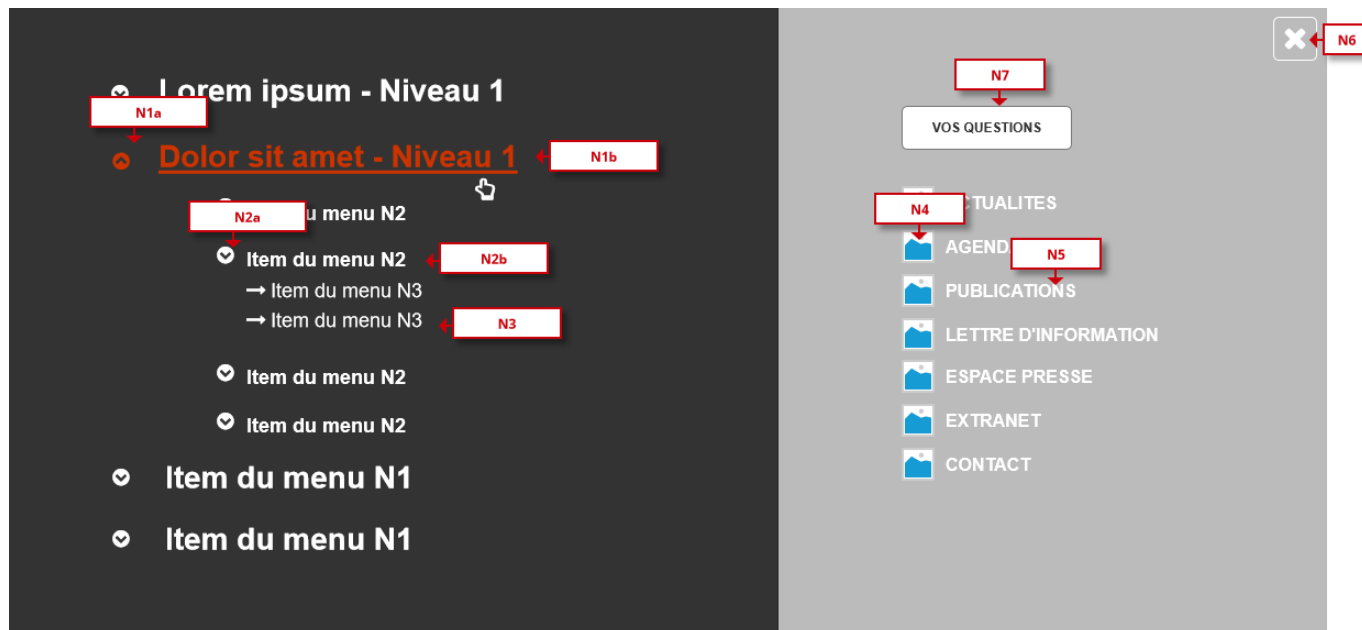 Lorem ipsum - Niveau 1
N1a
Dolor sit amet - Niveau 1
N1b
u menu N2
N2a
Item du menu N2
N2b
Item du menu N3
Item du menu N3
N3
Item du menu N2
Item du menu N2
Item du menu N1
Item du menu N1
N6
N7
VOS QUESTIONS
CTUALITES
N4
AGENDA
N5
PUBLICATIONS
LETTRE D'INFORMATION
ESPACE PRESSE
EXTRANET
CONTACT